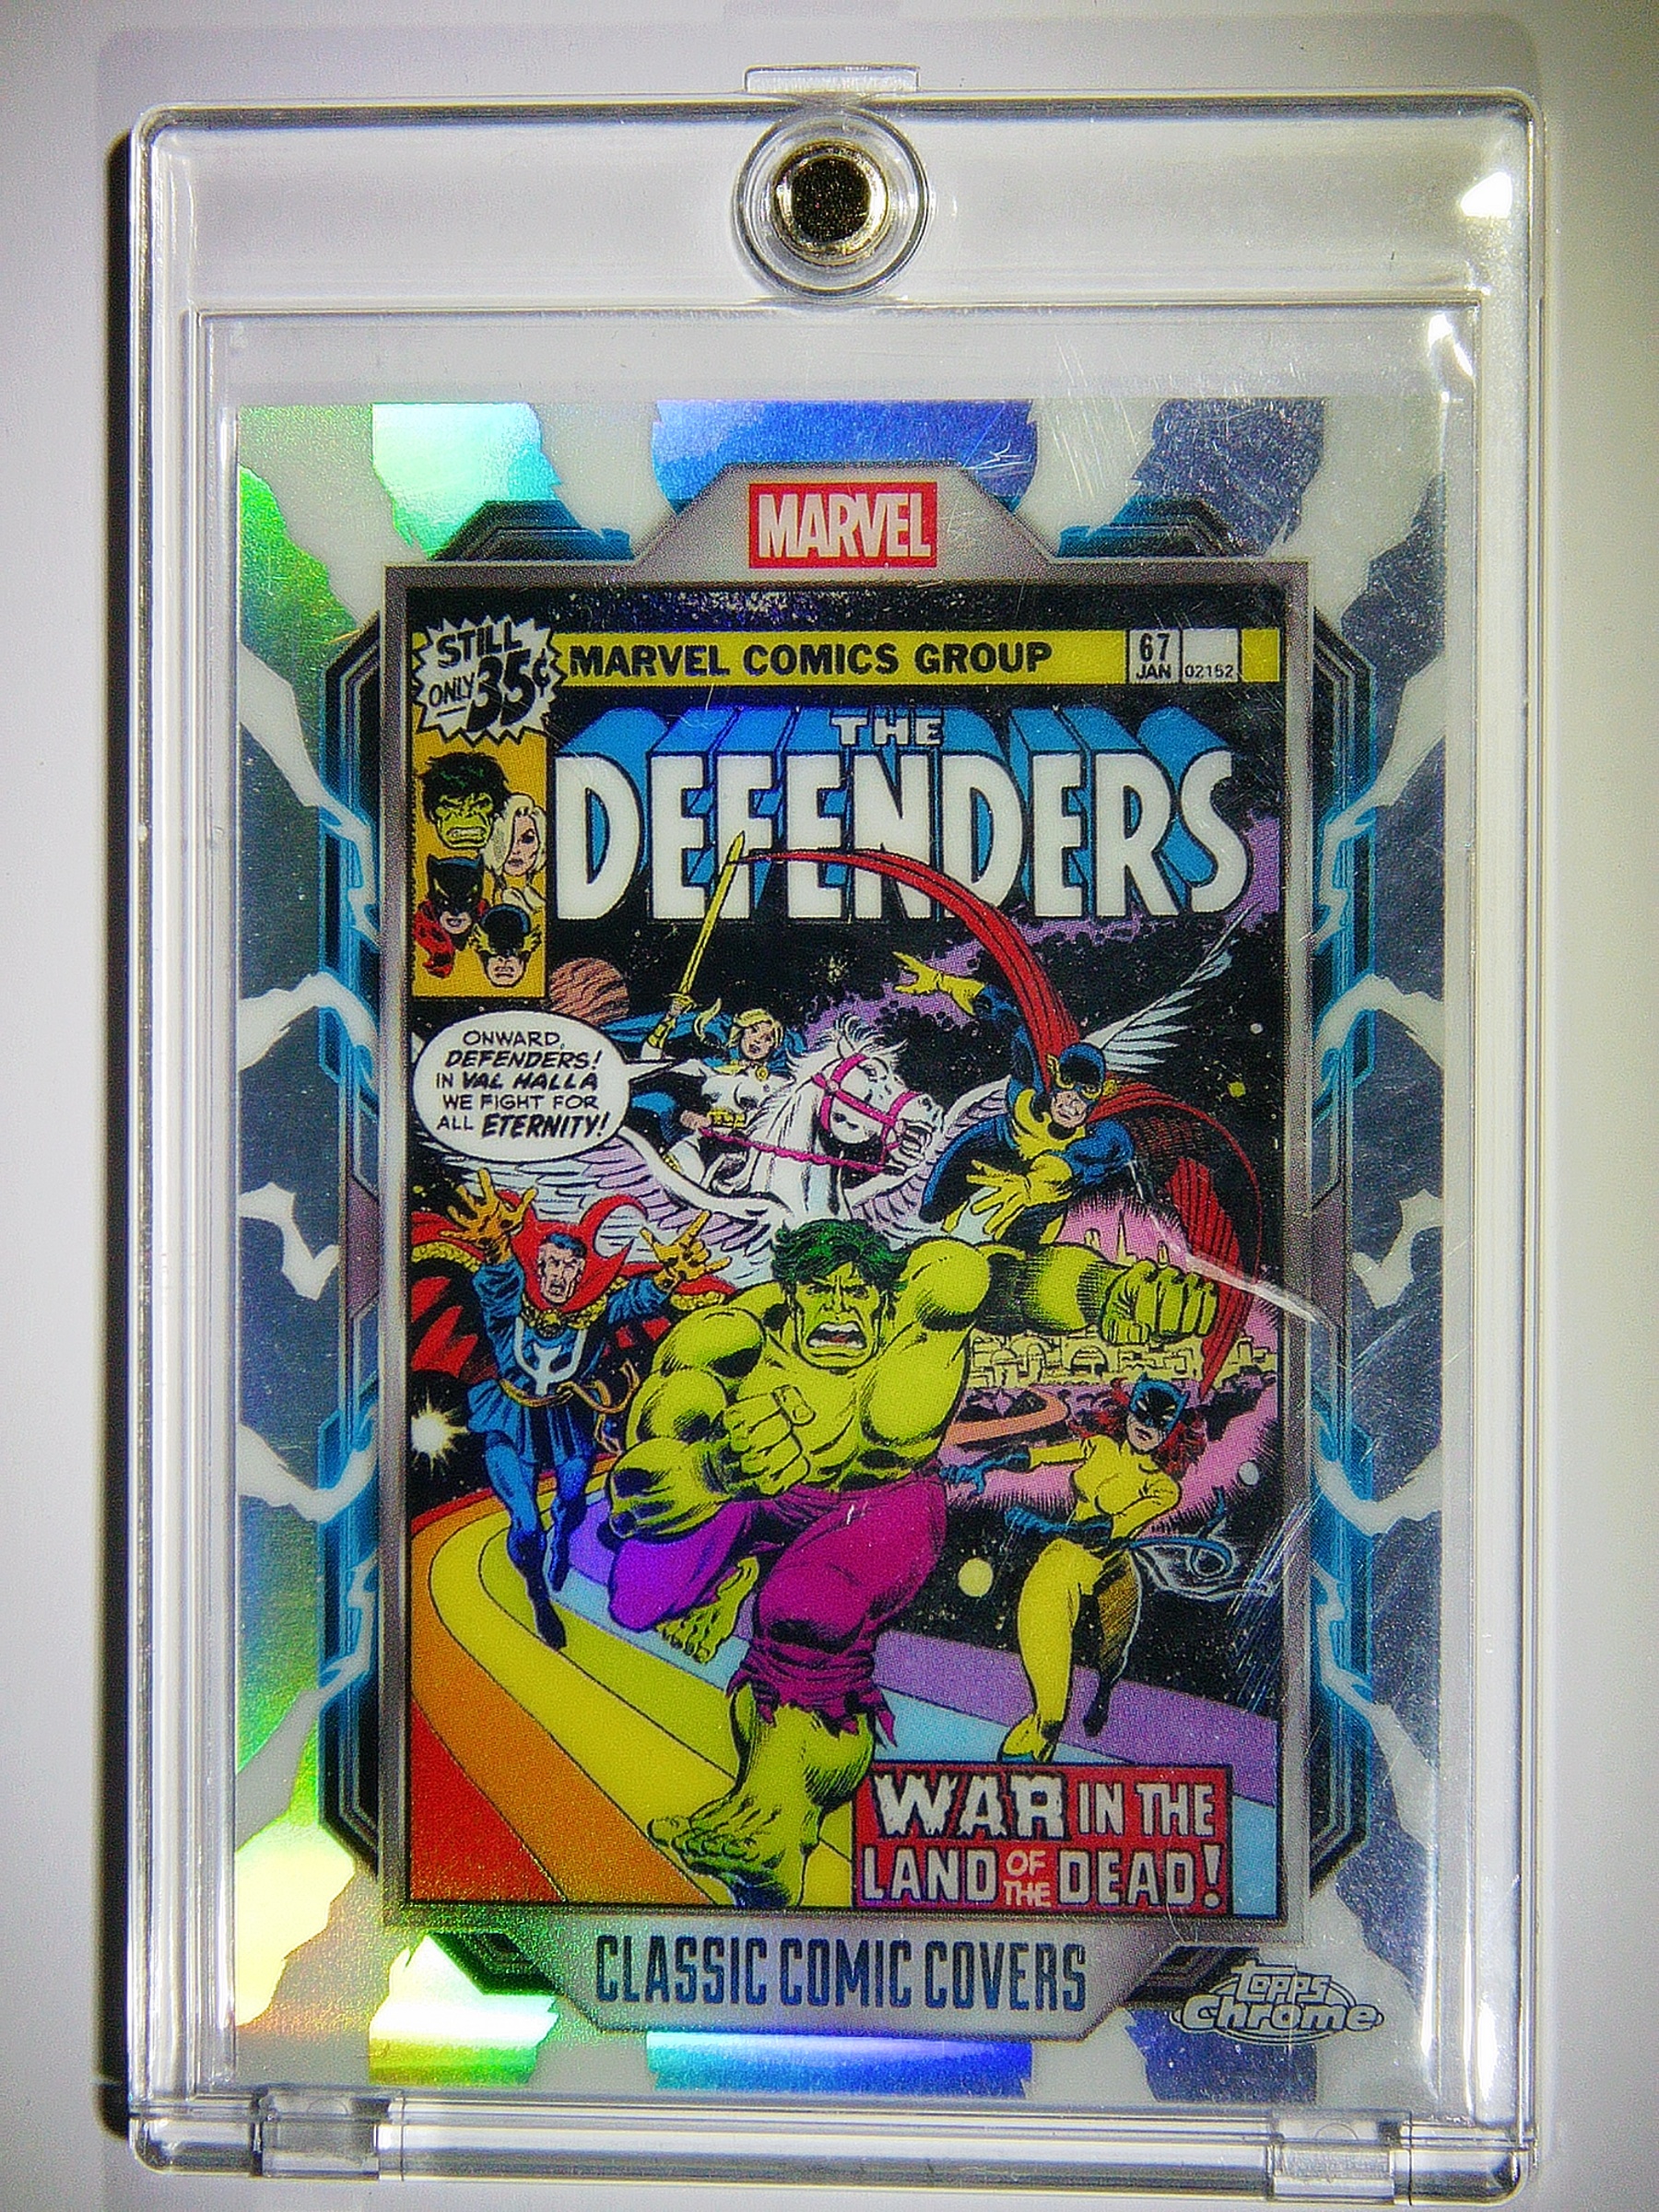 MARVEL
STILL
ONLY 35¢
MARVEL COMICS GROUP
67
JAN
02152
THE
DEFENDERS
ONWARD,
DEFENDERS!
IN VAL HALLA
WE FIGHT FOR
ALL ETERNITY!
WAR IN THE
LAND OF THE DEAD!
CLASSIC COMIC COVERS
TOPPS
Chrome